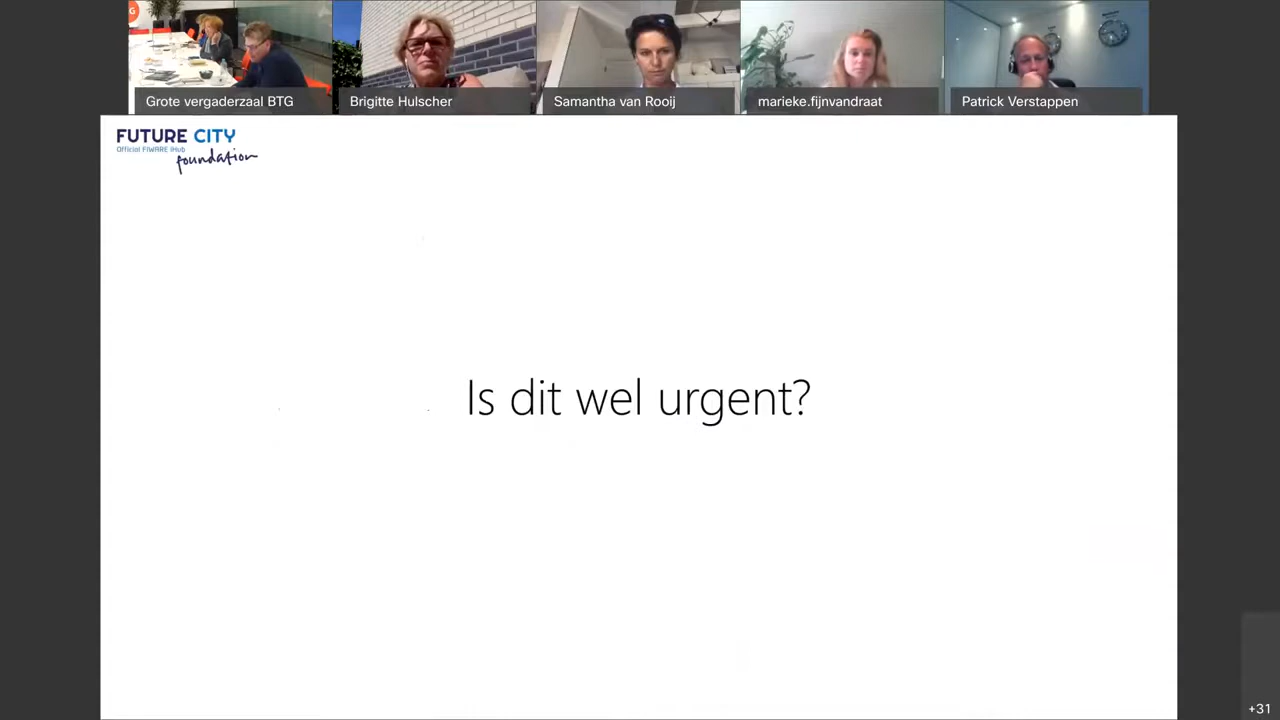 Grote vergaderzaal BTG
Brigitte Hulscher
Samantha van Rooij
marieke.fijnvandraat
Patrick Verstappen
FUTURE CITY
Official FIWARE iHub
foundation
Is dit wel urgent?
+31